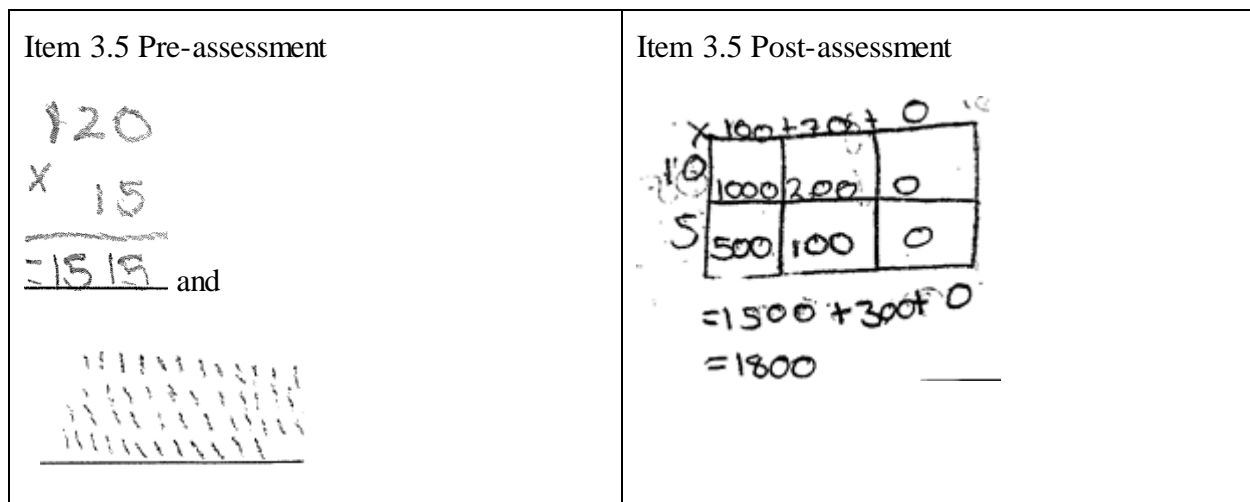 Item 3.5 Pre-assessment
120
x 15
=1515 and
Item 3.5 Post-assessment
x 100+20+ 0
10 1000 200 0
5 500 100 0
=1500+300+0
=1800